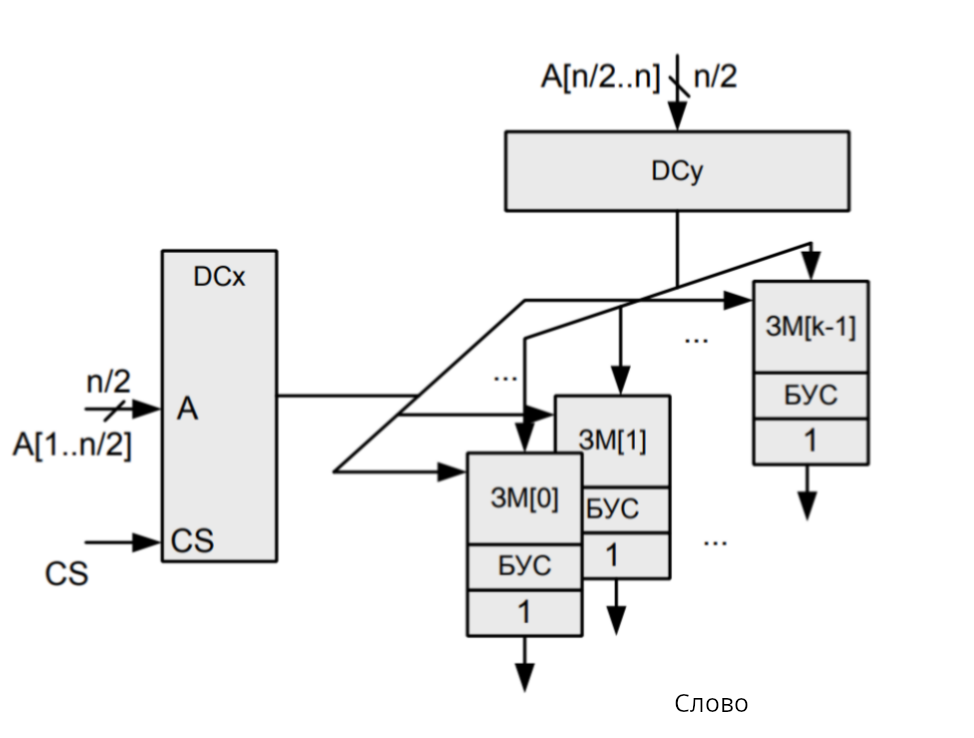 A[n/2..n]
n/2
DCy
DCx
n/2
A
A[1..n/2]
CS
CS
...
...
ЗМ[k-1]
БУС
1
ЗМ[1]
БУС
1
ЗМ[0]
БУС
1
...
Слово